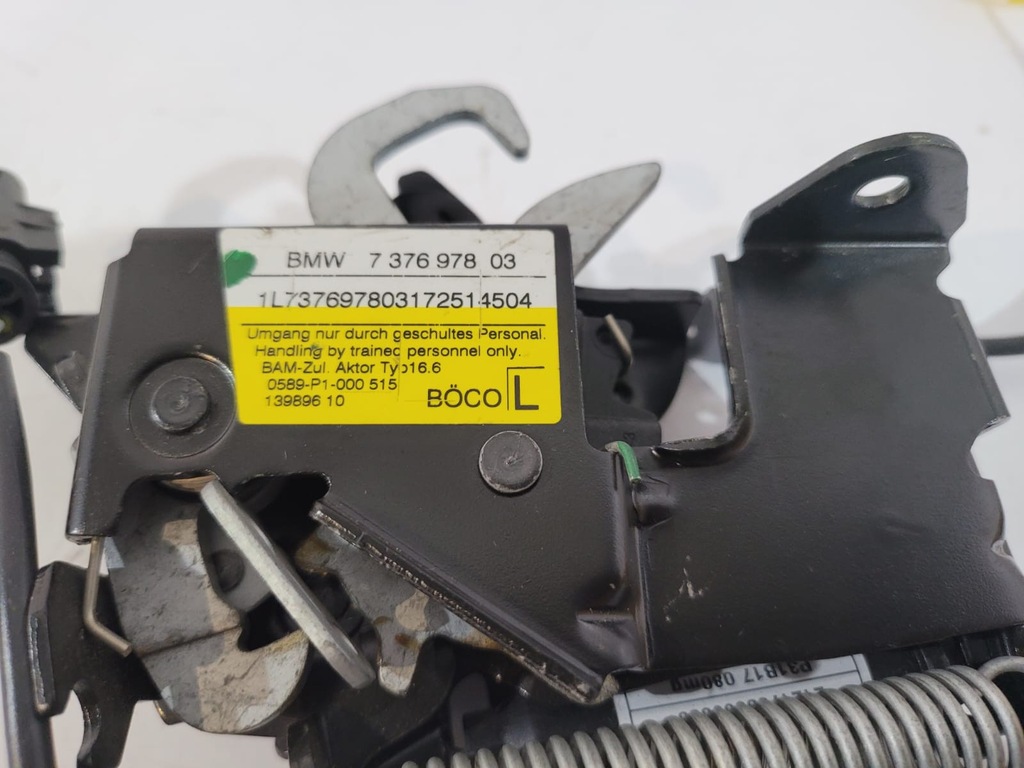 BMW 7 376 978 03
1L737697803172514504
Umgang nur durch geschultes Personal.
Handling by trained personnel only.
BAM-Zul. Aktor Typ16.6
0589-P1-000 515
139896 10
BÖCO L
080mg